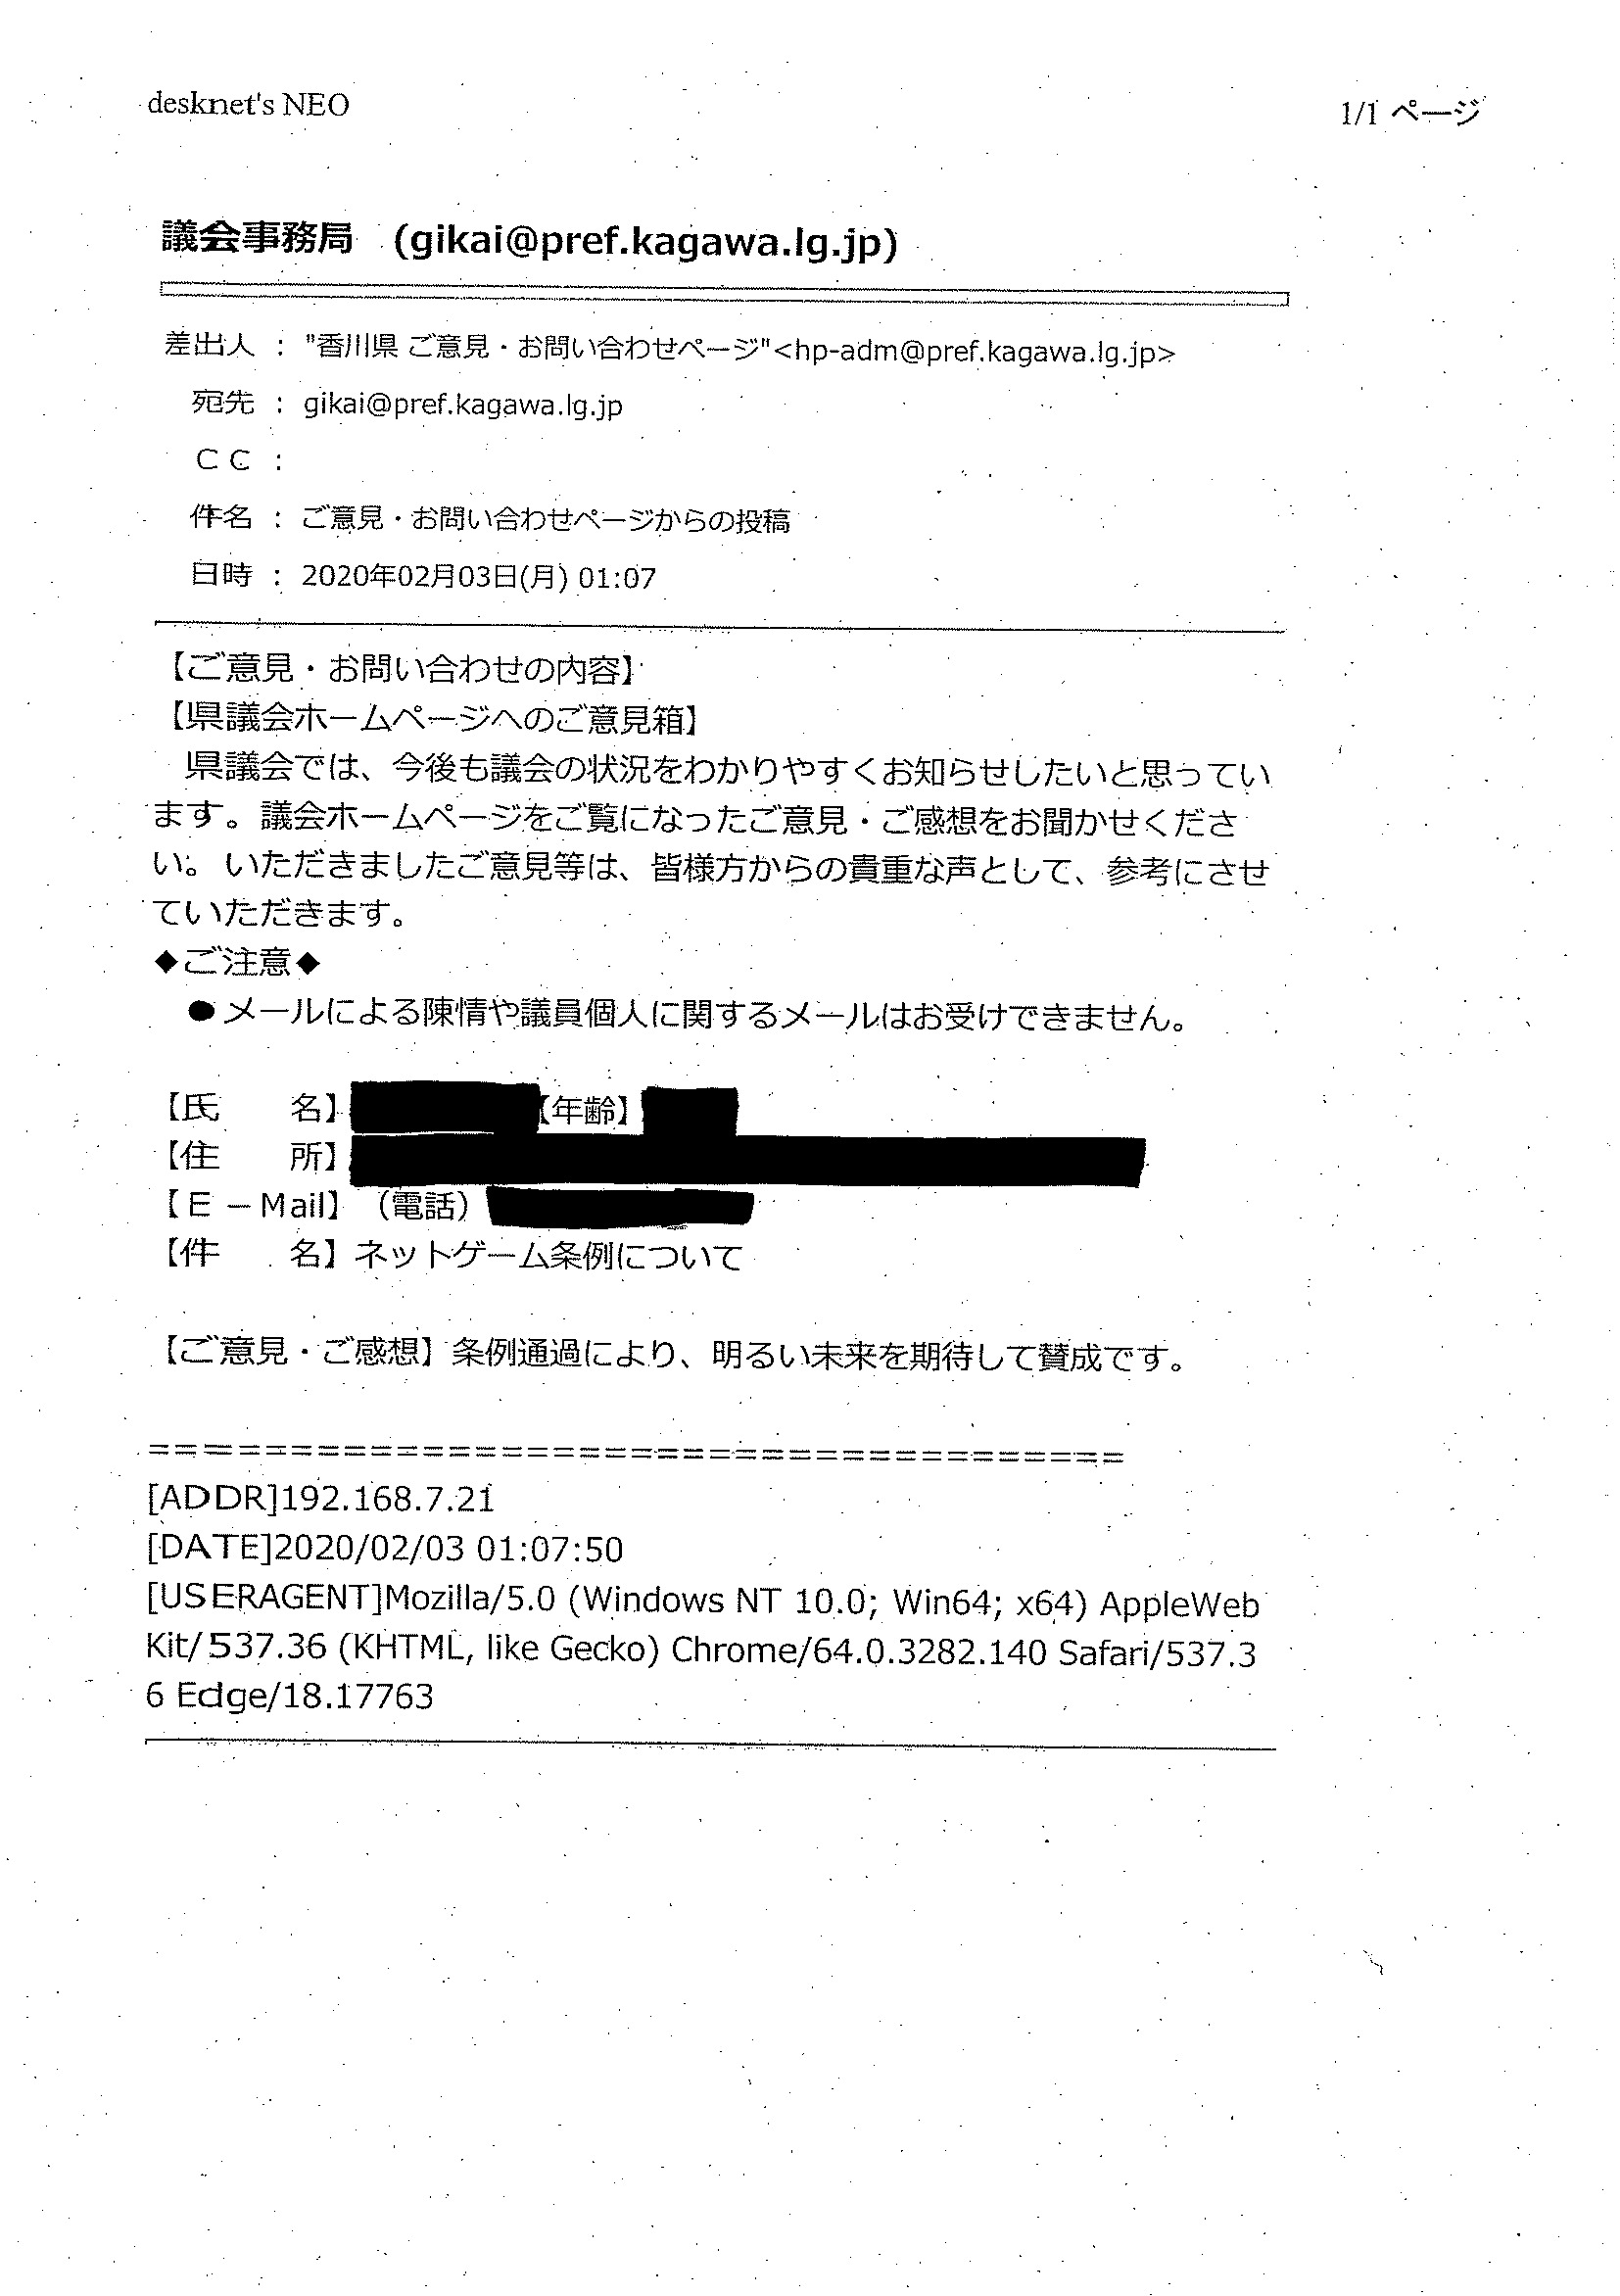 desknet's NEO
1/1 ページ
議会事務局 (gikai@pref.kagawa.lg.jp)
差出人 : "香川県 ご意見・お問い合わせページ"<hp-adm@pref.kagawa.lg.jp>
宛先 : gikai@pref.kagawa.lg.jp
ＣＣ :
件名 : ご意見・お問い合わせページからの投稿
日時 : 2020年02月03日(月) 01:07
【ご意見・お問い合わせの内容】
【県議会ホームページへのご意見箱】
県議会では、今後も議会の状況をわかりやすくお知らせしたいと思ってい
ます。議会ホームページをご覧になったご意見・ご感想をお聞かせくださ
い。いただきましたご意見等は、皆様方からの貴重な声として、参考にさせ
ていただきます。
◆ご注意◆
●メールによる陳情や議員個人に関するメールはお受けできません。
【氏　　名】【年齢】
【住　　所】
【Ｅ－Mail】（電話）
【件　　名】ネットゲーム条例について
【ご意見・ご感想】条例通過により、明るい未来を期待して賛成です。
======================================
[ADDR]192.168.7.21
[DATE]2020/02/03 01:07:50
[USERAGENT]Mozilla/5.0 (Windows NT 10.0; Win64; x64) AppleWeb
Kit/537.36 (KHTML, like Gecko) Chrome/64.0.3282.140 Safari/537.3
6 Edge/18.17763